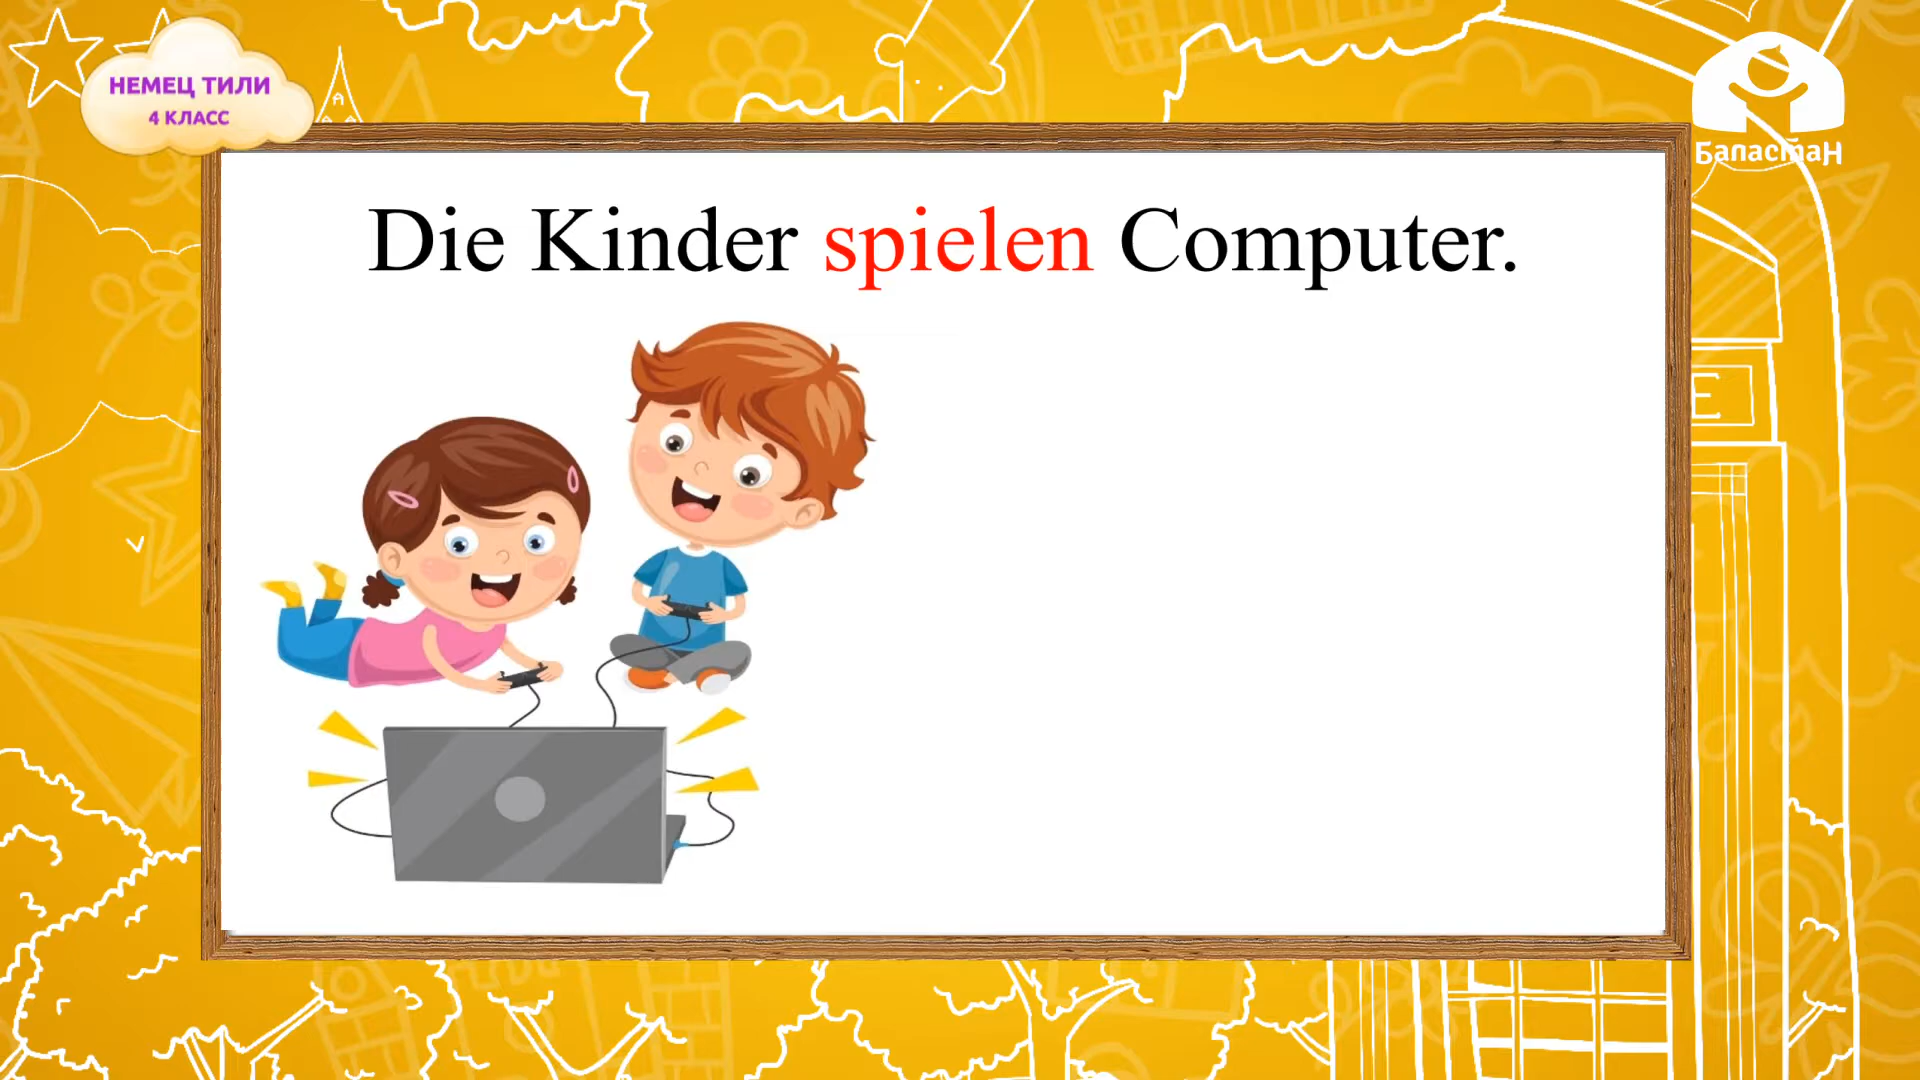 НЕМЕЦ ТИЛИ
4 КЛАСС
Баластан
Die Kinder spielen Computer.